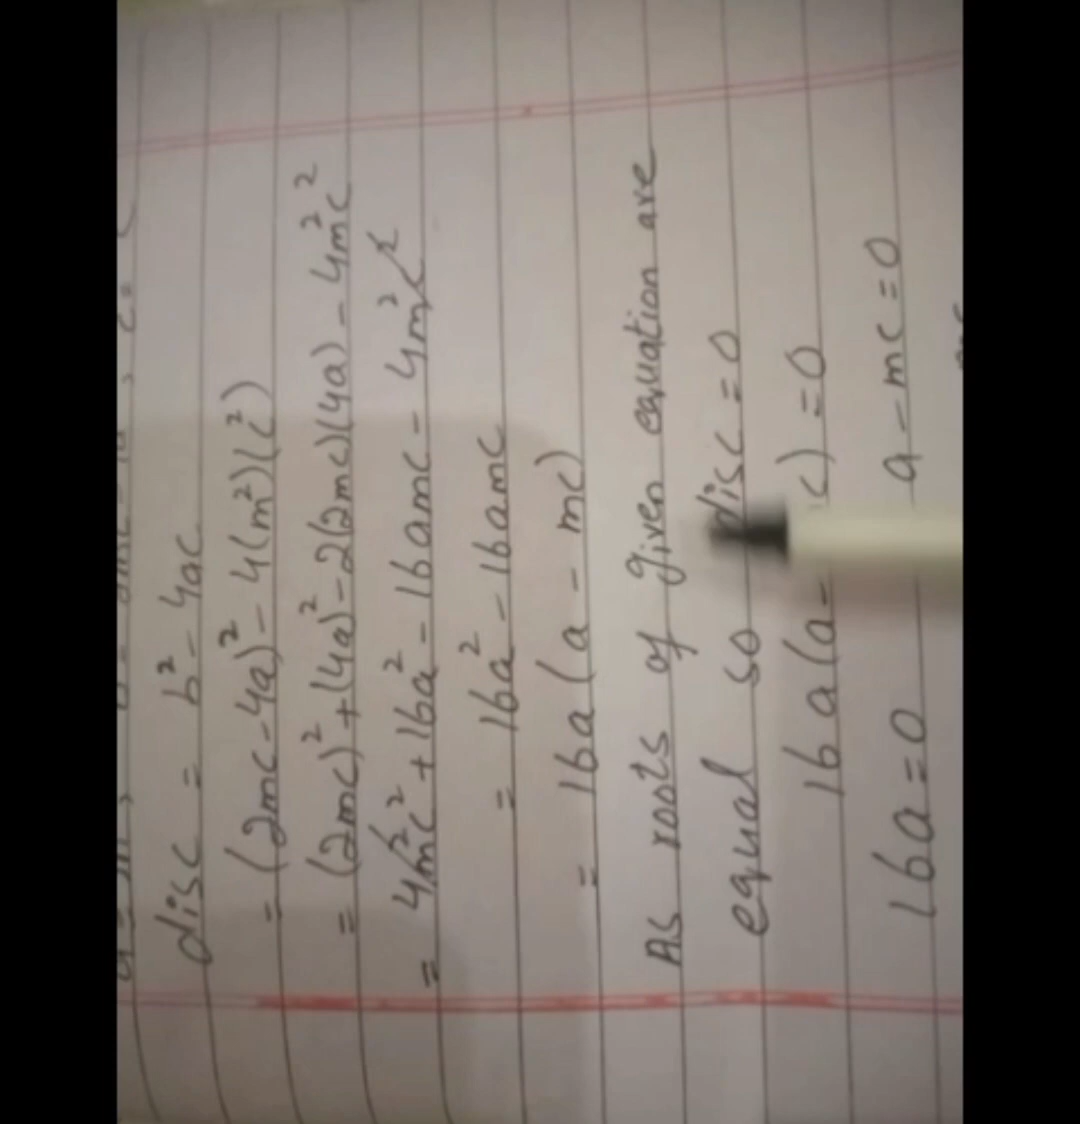 disc = b² - 4ac
= (2mc - 4a)² - 4(m²)(c²)
= (2mc)² + (4a)² - 2(2mc)(4a) - 4m²c²
= 4m²c² + 16a² - 16amc - 4m²c²
= 16a² - 16amc
= 16a(a - mc)
As roots of given equation are
equal so disc = 0
16a(a - c) = 0
16a = 0 a - mc = 0